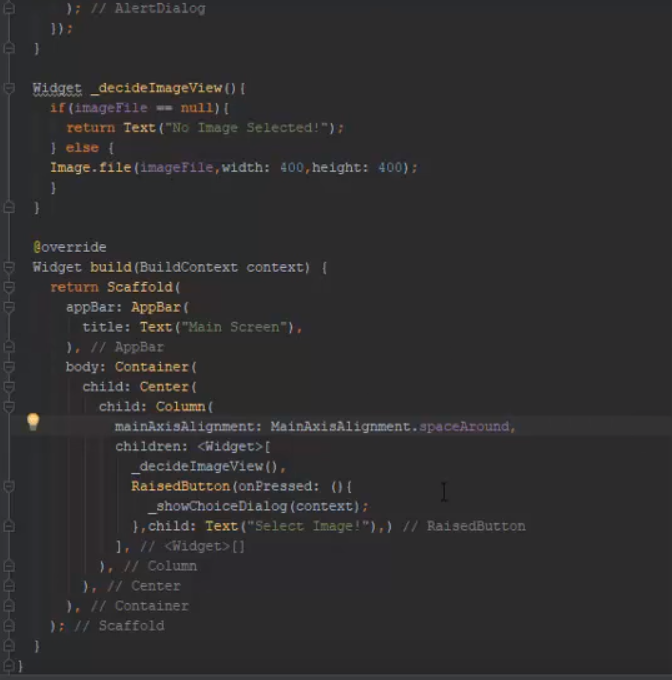 ); // AlertDialog
});
}
Widget _decideImageView(){
if(imageFile == null){
return Text("No Image Selected!");
} else {
Image.file(imageFile,width: 400,height: 400);
}
}
@override
Widget build(BuildContext context) {
return Scaffold(
appBar: AppBar(
title: Text("Main Screen"),
), // AppBar
body: Container(
child: Center(
child: Column(
mainAxisAlignment: MainAxisAlignment.spaceAround,
children: <Widget>[
_decideImageView(),
RaisedButton(onPressed: (){
_showChoiceDialog(context);
},child: Text("Select Image!"),) // RaisedButton
], // <Widget>[]
), // Column
), // Center
), // Container
); // Scaffold
}
}